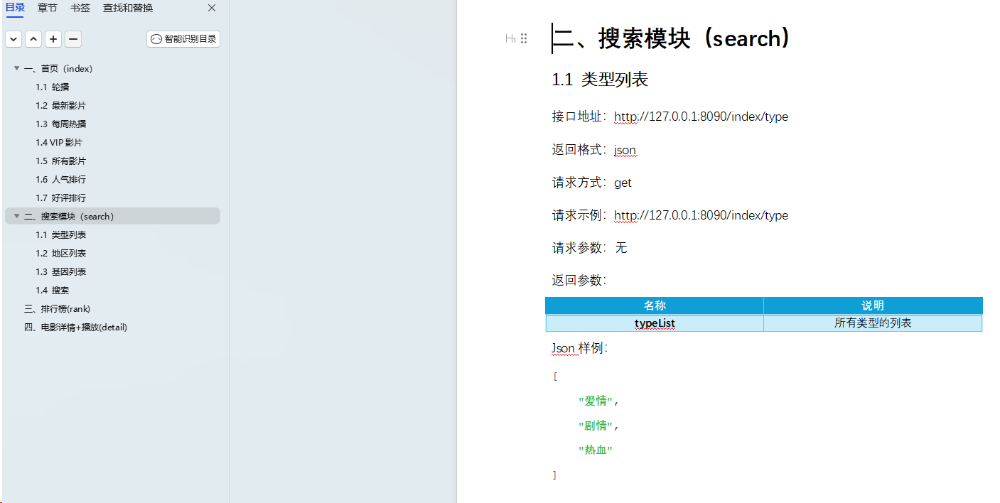 目录 章节 书签 查找和替换
智能识别目录
一、首页（index）
1.1 轮播
1.2 最新影片
1.3 每周热播
1.4 VIP 影片
1.5 所有影片
1.6 人气排行
1.7 好评排行
二、搜索模块（search）
1.1 类型列表
1.2 地区列表
1.3 基因列表
1.4 搜索
三、排行榜(rank)
四、电影详情+播放(detail)
H1
二、搜索模块（search）
1.1 类型列表
接口地址：http://127.0.0.1:8090/index/type
返回格式：json
请求方式：get
请求示例：http://127.0.0.1:8090/index/type
请求参数：无
返回参数：
名称 说明
typeList 所有类型的列表
Json 样例：
[
"爱情",
"剧情",
"热血"
]